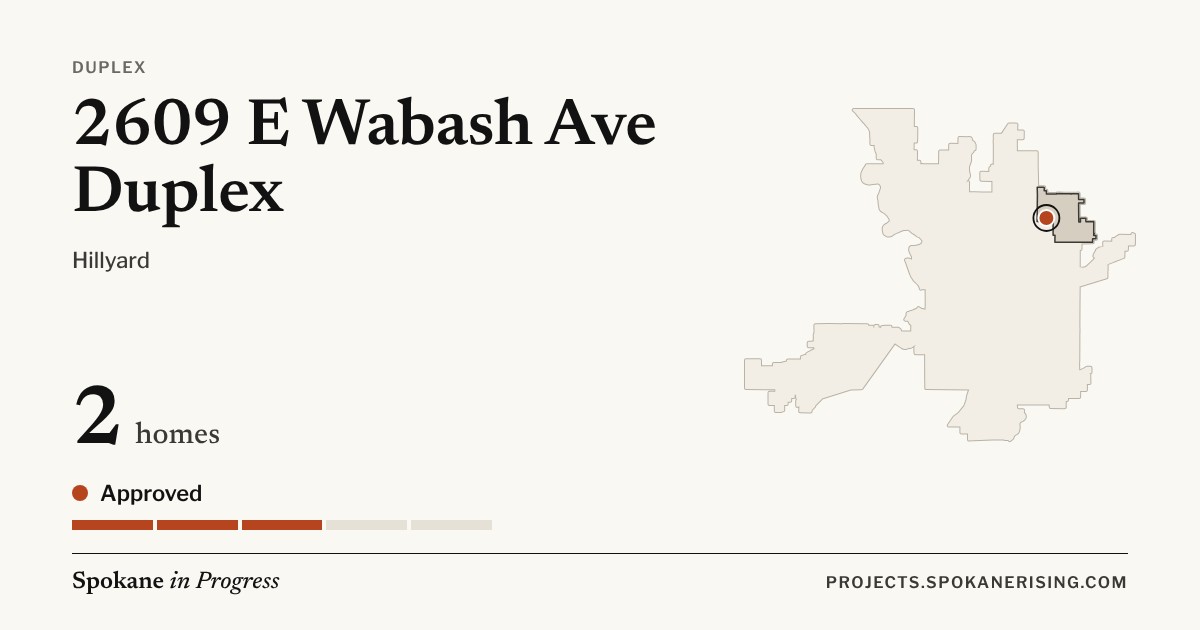 DUPLEX
2609 E Wabash Ave
Duplex
Hillyard
2 homes
Approved
Spokane in Progress
PROJECTS.SPOKANERISING.COM